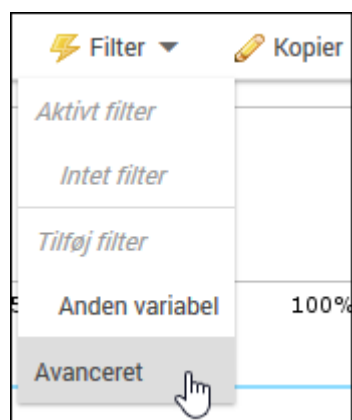 Filter Kopier
Aktivt filter
Intet filter
Tilføj filter
Anden variabel 100%
Avanceret